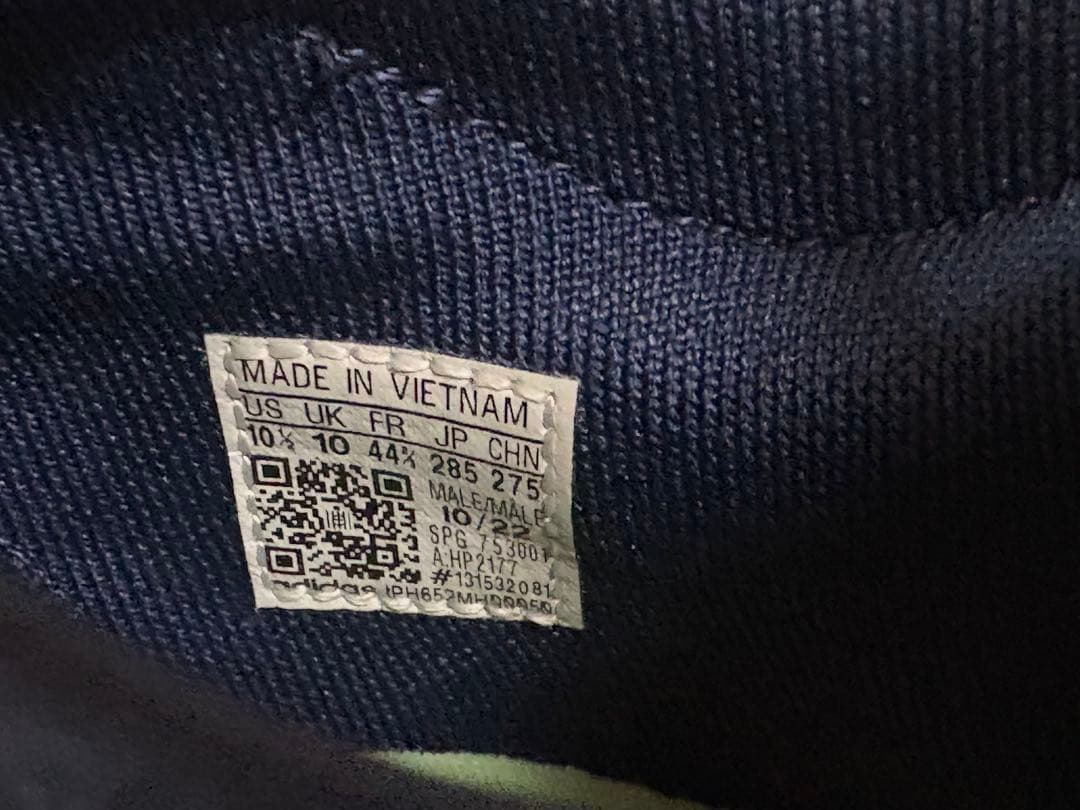 MADE IN VIETNAM
US UK FR JP CHN
10½ 10 44⅔ 285 275
MALE/MALE
10/22
SPG 753001
A:HP2177
#131532081
adidas